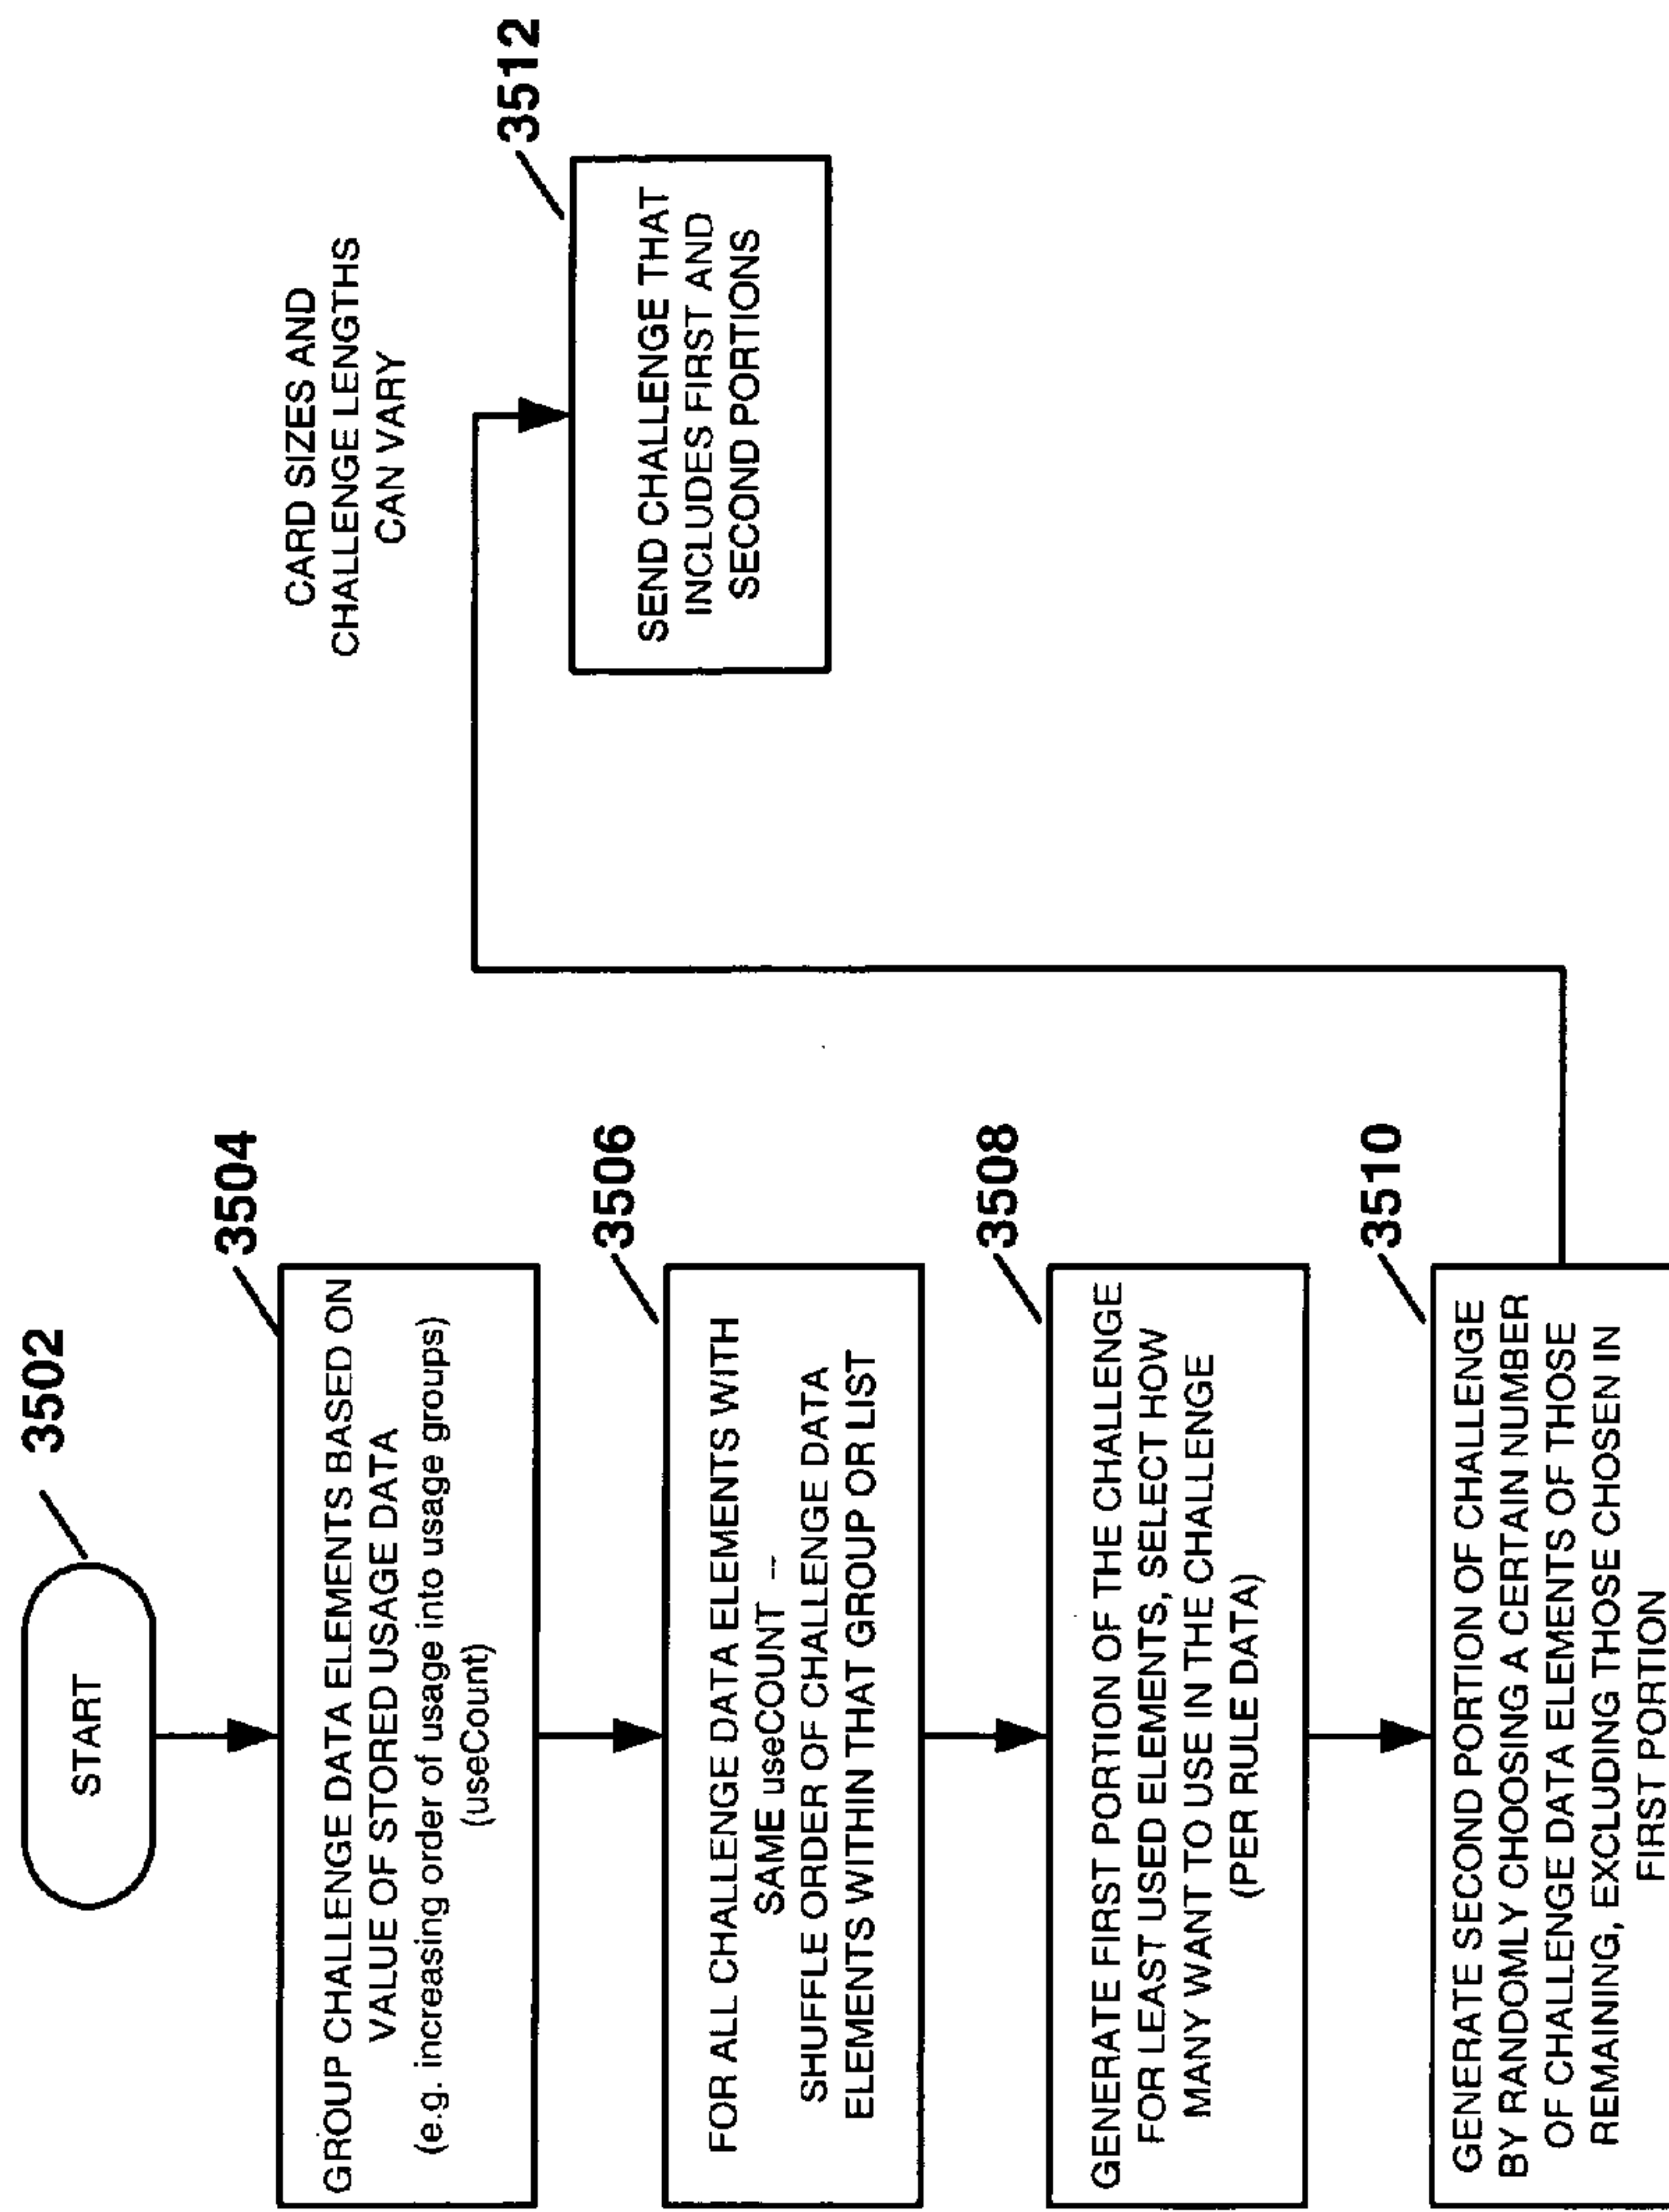 3502
START
3504
GROUP CHALLENGE DATA ELEMENTS BASED ON
VALUE OF STORED USAGE DATA
(e.g. increasing order of usage into usage groups)
(useCount)
3506
FOR ALL CHALLENGE DATA ELEMENTS WITH
SAME useCOUNT --
SHUFFLE ORDER OF CHALLENGE DATA
ELEMENTS WITHIN THAT GROUP OR LIST
3508
GENERATE FIRST PORTION OF THE CHALLENGE
FOR LEAST USED ELEMENTS, SELECT HOW
MANY WANT TO USE IN THE CHALLENGE
(PER RULE DATA)
3510
GENERATE SECOND PORTION OF CHALLENGE
BY RANDOMLY CHOOSING A CERTAIN NUMBER
OF CHALLENGE DATA ELEMENTS OF THOSE
REMAINING, EXCLUDING THOSE CHOSEN IN
FIRST PORTION
CARD SIZES AND
CHALLENGE LENGTHS
CAN VARY
3512
SEND CHALLENGE THAT
INCLUDES FIRST AND
SECOND PORTIONS